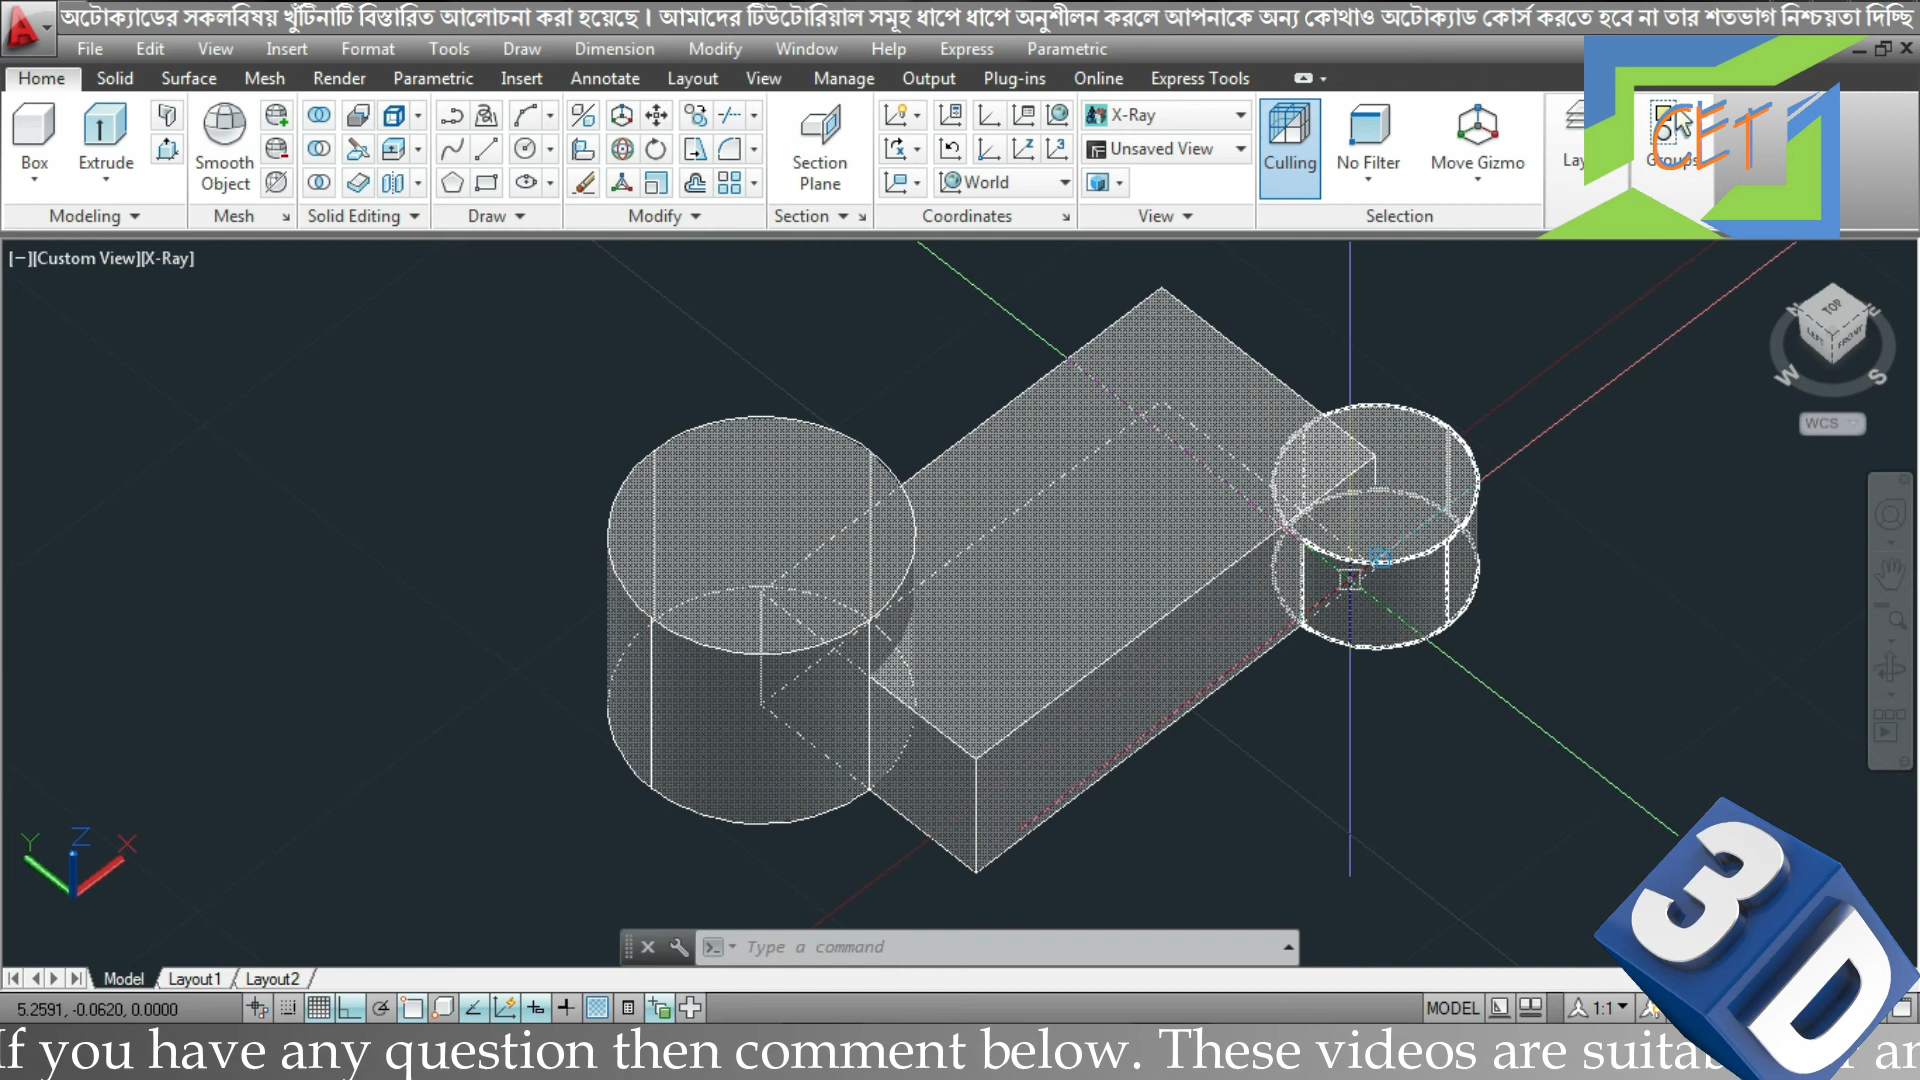 অটোক্যাডের সকলবিষয় খুঁটিনাটি বিস্তারিত আলোচনা করা হয়েছে। আমাদের টিউটোরিয়াল সমূহ ধাপে ধাপে অনুশীলন করলে আপনাকে অন্য কোথাও অটোক্যাড কোর্স করতে হবে না তার শতভাগ নিশ্চয়তা দিচ্ছি
File Edit View Insert Format Tools Draw Dimension Modify Window Help Express Parametric
Home Solid Surface Mesh Render Parametric Insert Annotate Layout View Manage Output Plug-ins Online Express Tools
X-Ray
Unsaved View
World
Box Extrude Smooth Object Section Plane Culling No Filter Move Gizmo Groups
CET
Modeling Mesh Solid Editing Draw Modify Section Coordinates View Selection
[−][Custom View][X-Ray]
TOP
LEFT FRONT
N E W S
WCS
Y Z X
3D
Type a command
Model Layout1 Layout2
5.2591, -0.0620, 0.0000
MODEL 1:1
If you have any question then comment below. These videos are